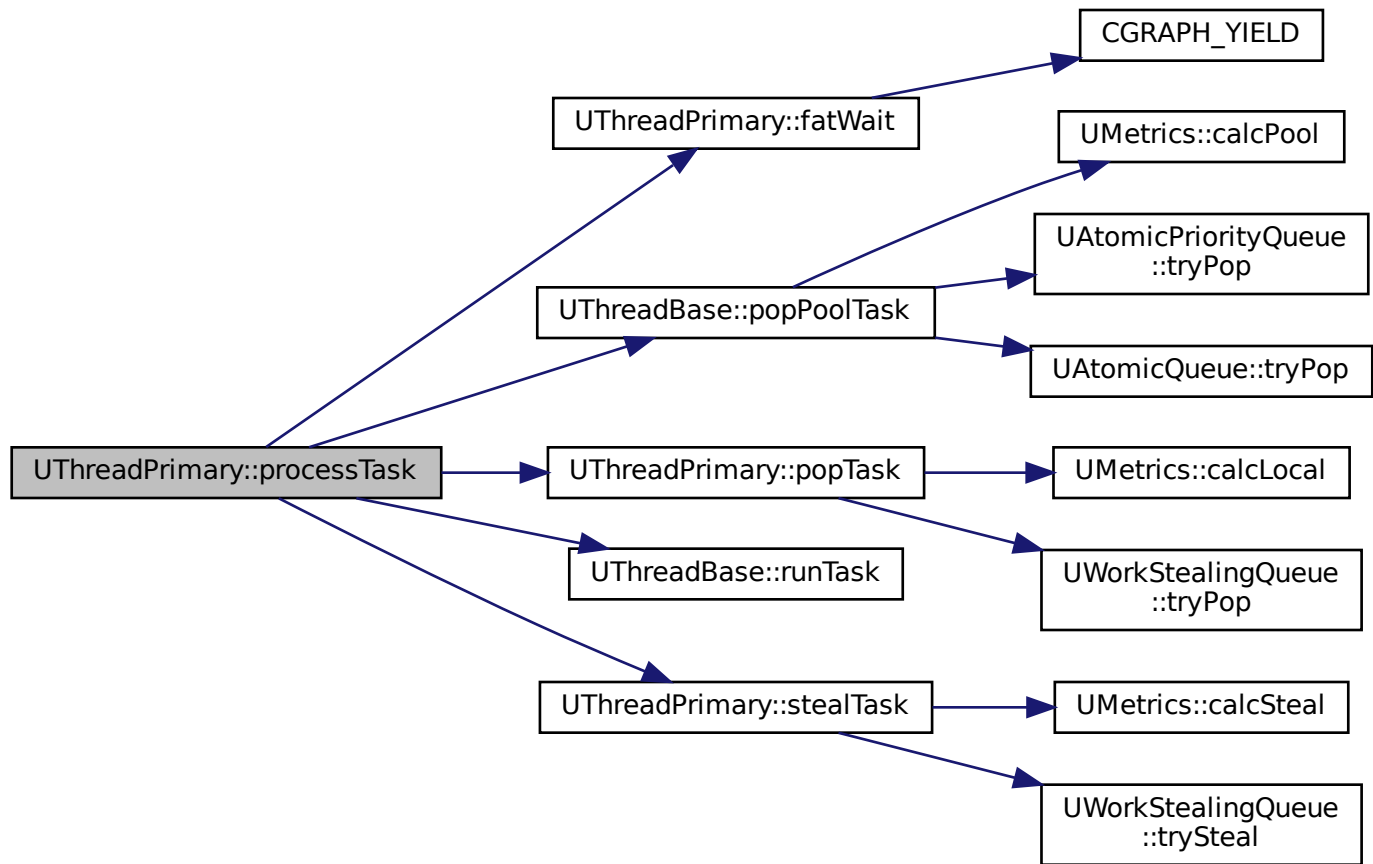 CGRAPH_YIELD
UThreadPrimary::fatWait
UMetrics::calcPool
UAtomicPriorityQueue
::tryPop
UThreadBase::popPoolTask
UAtomicQueue::tryPop
UThreadPrimary::processTask
UThreadPrimary::popTask
UMetrics::calcLocal
UThreadBase::runTask
UWorkStealingQueue
::tryPop
UThreadPrimary::stealTask
UMetrics::calcSteal
UWorkStealingQueue
::trySteal